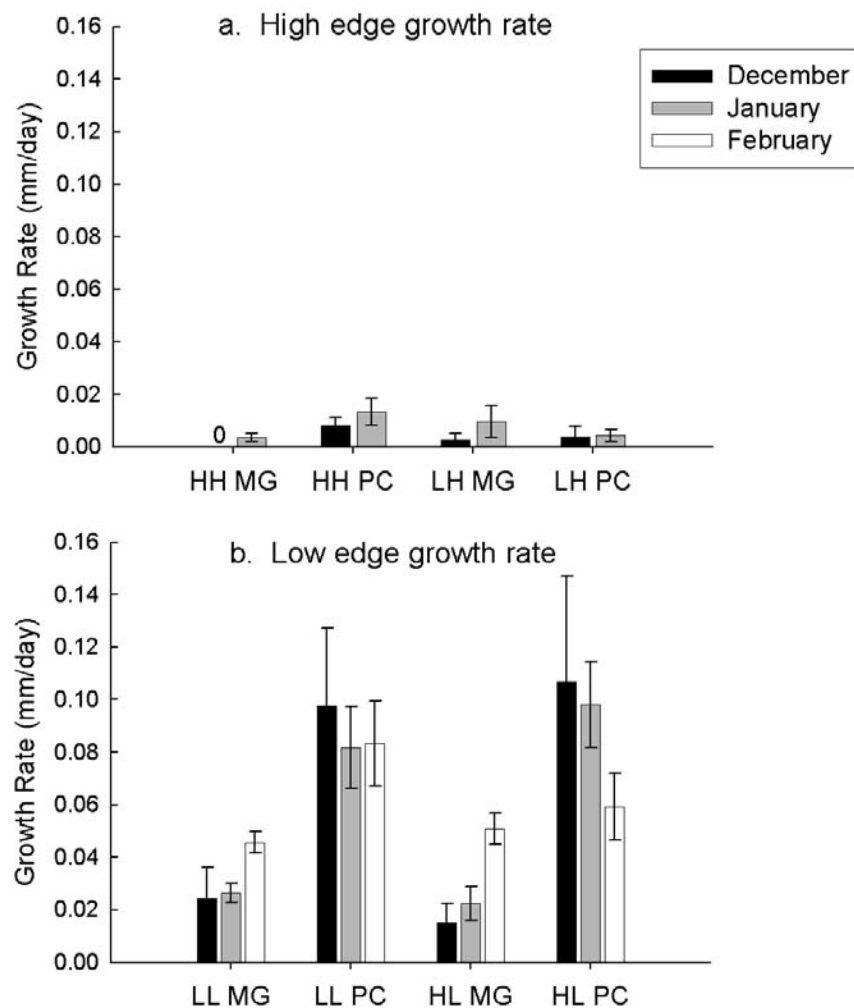 a. High edge growth rate
December
January
February
Growth Rate (mm/day)
0.16
0.14
0.12
0.10
0.08
0.06
0.04
0.02
0.00
0
HH MG HH PC LH MG LH PC
b. Low edge growth rate
Growth Rate (mm/day)
0.16
0.14
0.12
0.10
0.08
0.06
0.04
0.02
0.00
LL MG LL PC HL MG HL PC